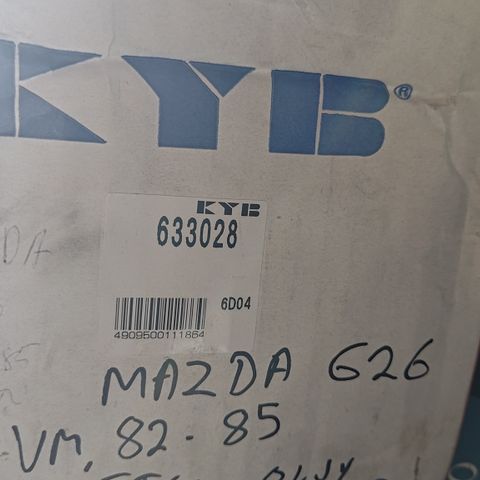 KYB®
KYB
633028
6D04
4909500111864
MAZDA 626
VM, 82-85